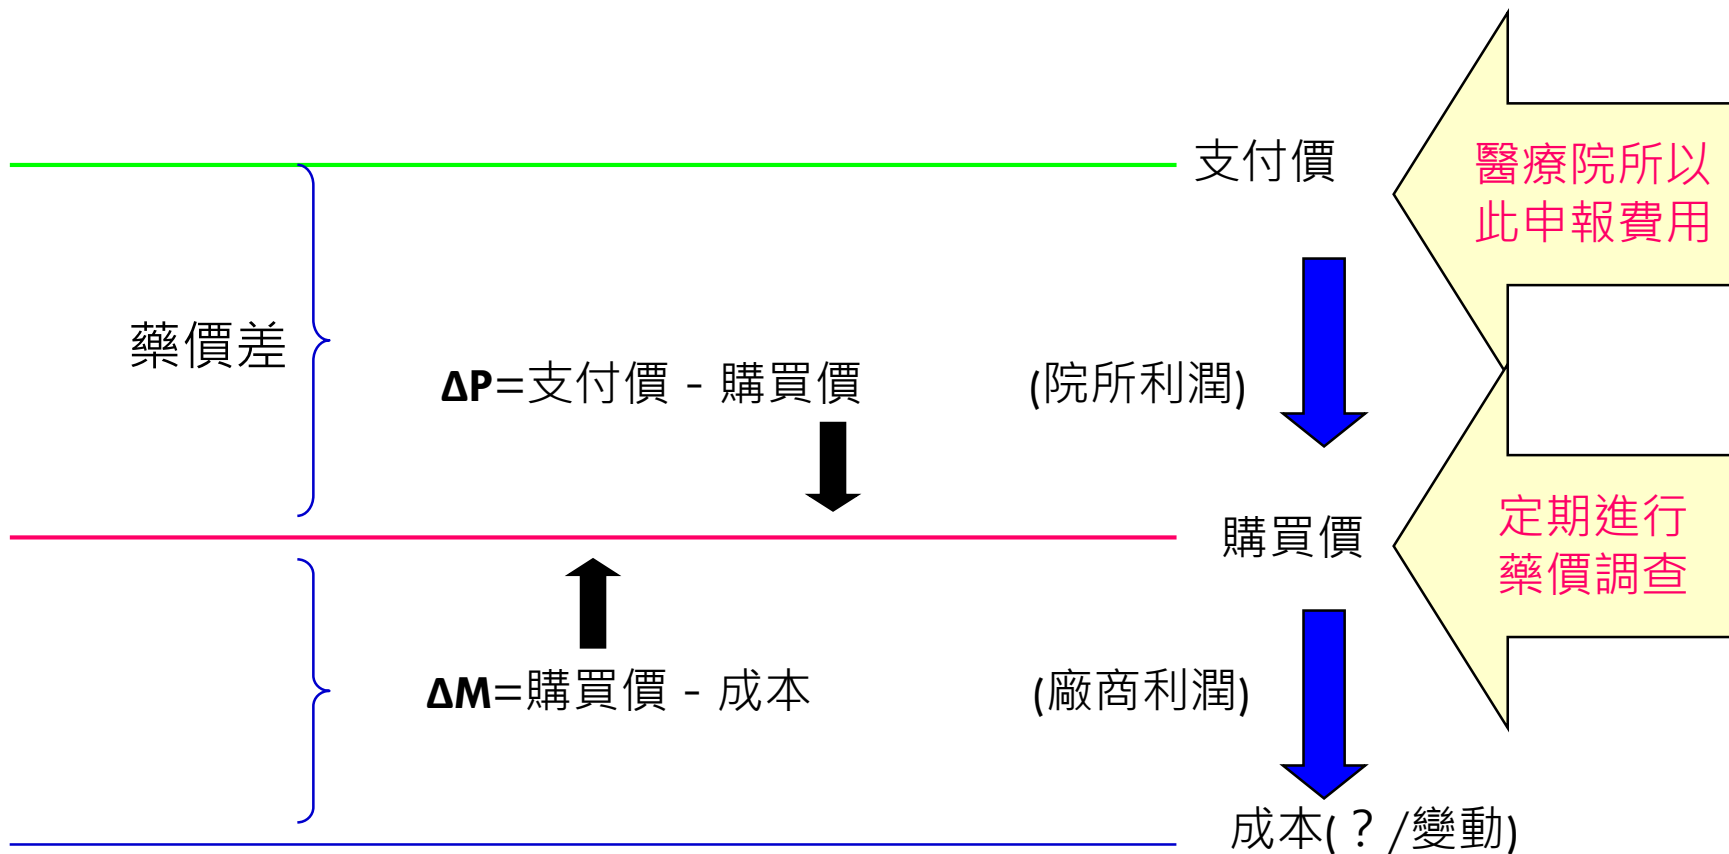 支付價
醫療院所以
此申報費用
藥價差
ΔP=支付價 - 購買價
(院所利潤)
購買價
定期進行
藥價調查
ΔM=購買價 - 成本
(廠商利潤)
成本(？/變動)